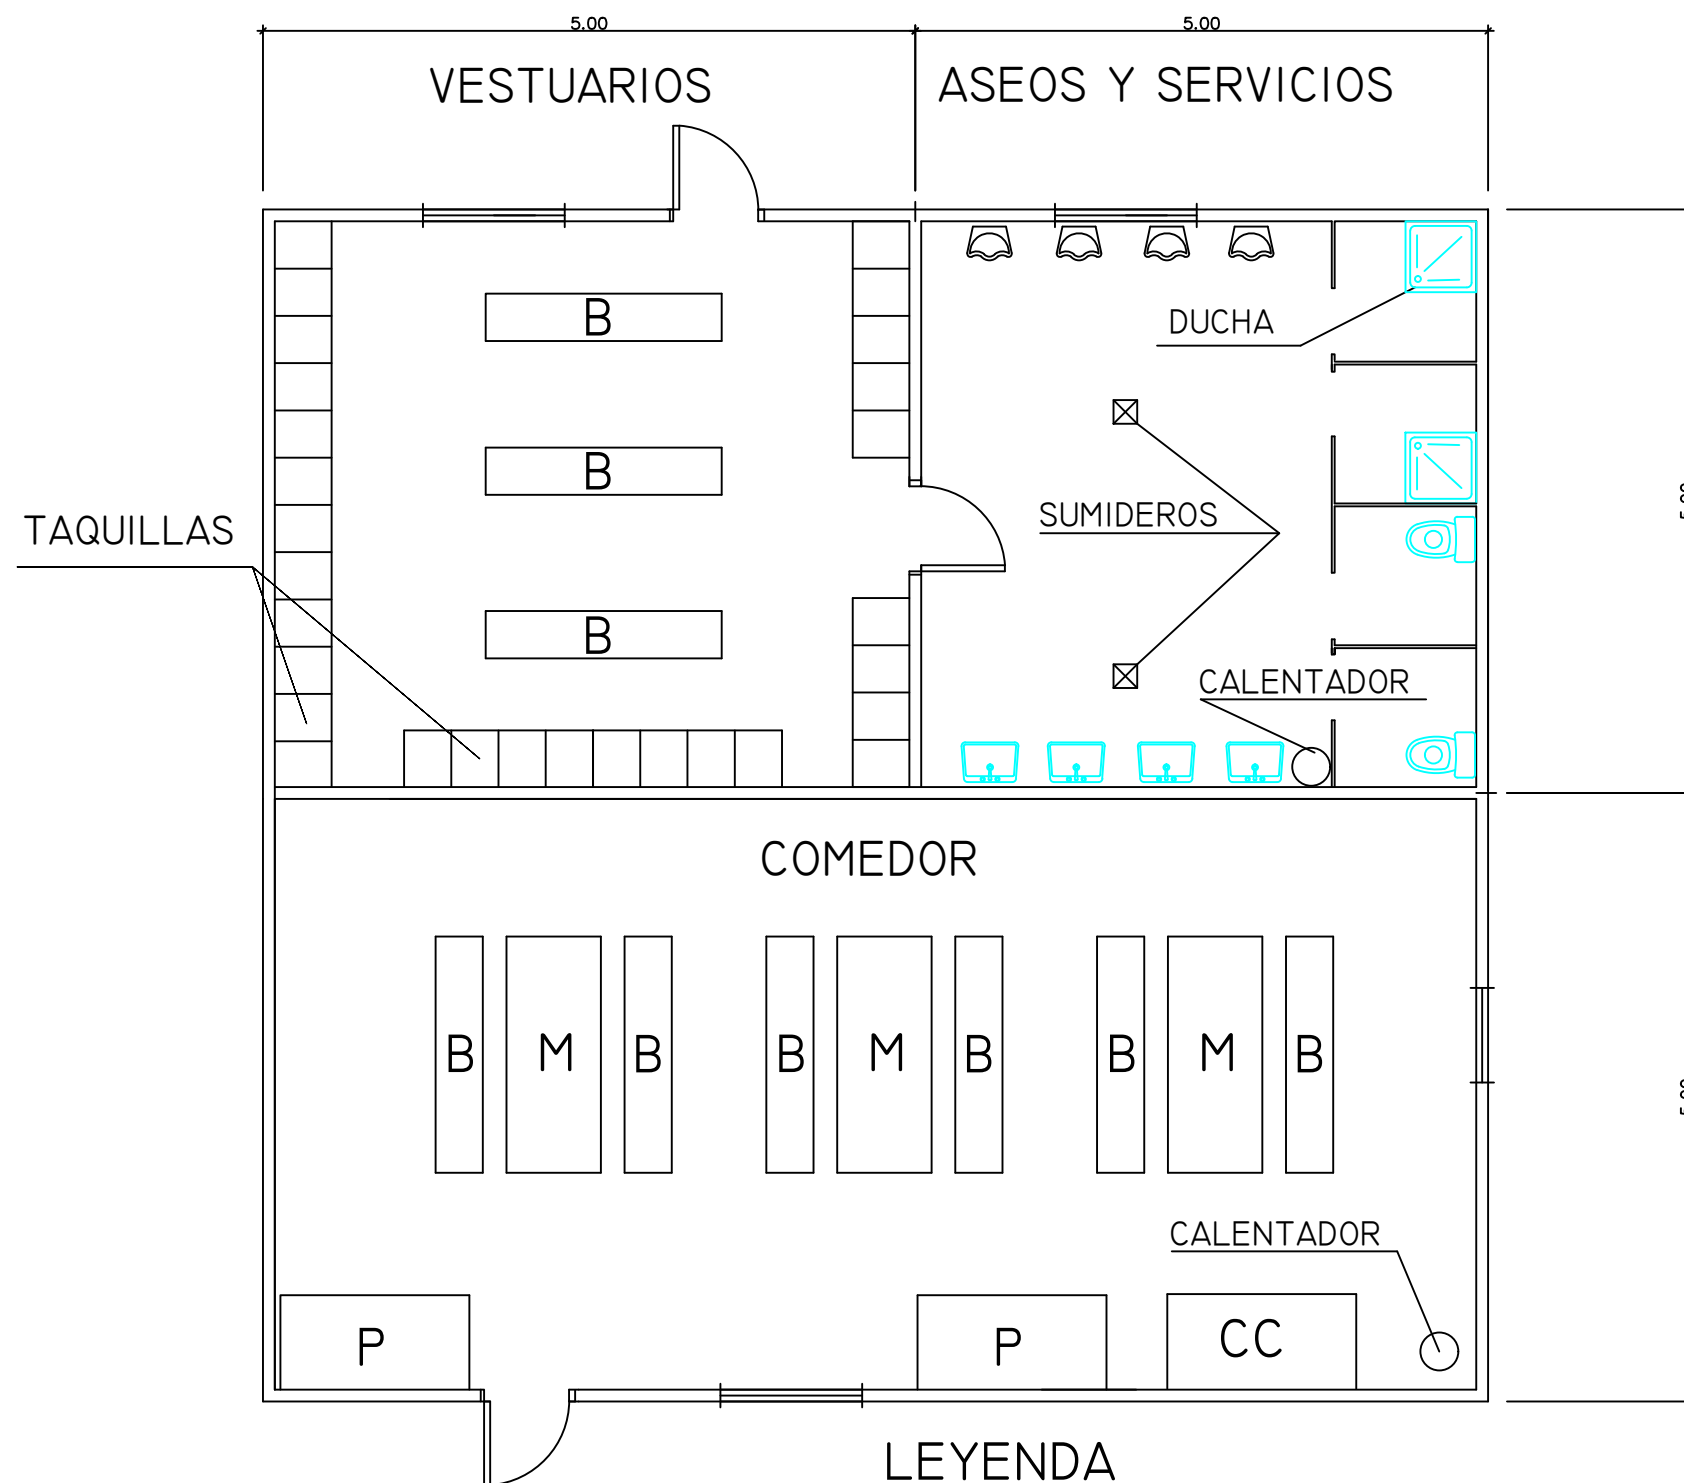 5.00 5.00
VESTUARIOS ASEOS Y SERVICIOS
B
DUCHA
B
SUMIDEROS
TAQUILLAS
B
CALENTADOR
COMEDOR
B M B B M B B M B
CALENTADOR
P P CC
LEYENDA